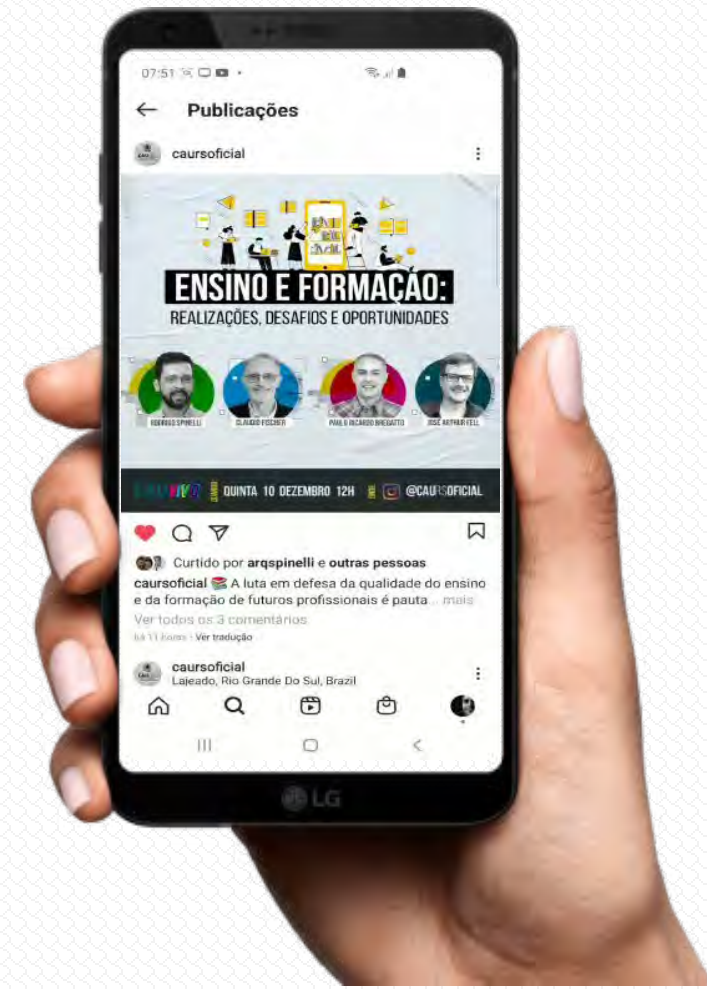 07:51
Publicações
caursoficial
ENSINO E FORMAÇÃO:
REALIZAÇÕES, DESAFIOS E OPORTUNIDADES
RODRIGO SPINELLI
CLAUDIO FISCHER
PAULO RICARDO BREGATTO
JOSÉ ARTHUR FELL
QUINTA 10 DEZEMBRO 12H
@CAURSOFICIAL
Curtido por arqspinelli e outras pessoas
caursoficial 📚 A luta em defesa da qualidade do ensino
e da formação de futuros profissionais é pauta... mais
Ver todos os 3 comentários
há 11 horas · Ver tradução
caursoficial
Lajeado, Rio Grande Do Sul, Brazil
LG